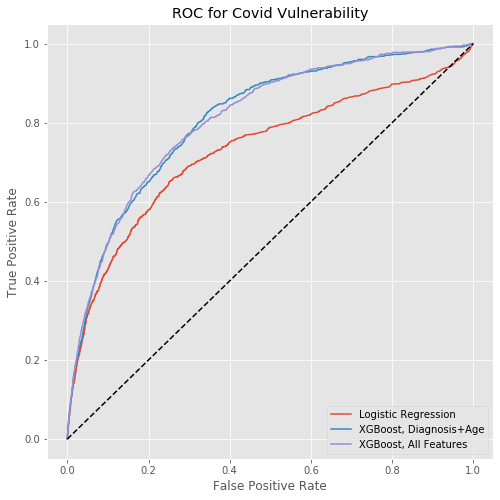 ROC for Covid Vulnerability
True Positive Rate
1.0
0.8
0.6
0.4
0.2
0.0
0.0 0.2 0.4 0.6 0.8 1.0
False Positive Rate
Logistic Regression
XGBoost, Diagnosis+Age
XGBoost, All Features